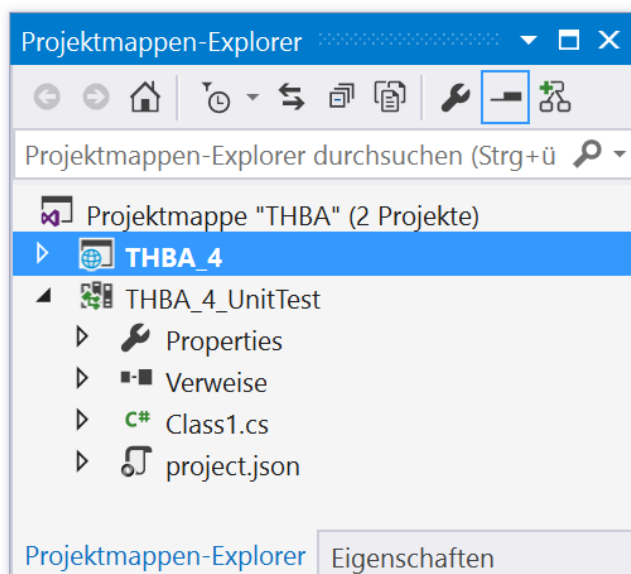 Projektmappen-Explorer
Projektmappen-Explorer durchsuchen (Strg+ü
Projektmappe "THBA" (2 Projekte)
THBA_4
THBA_4_UnitTest
Properties
Verweise
C# Class1.cs
project.json
Projektmappen-Explorer Eigenschaften